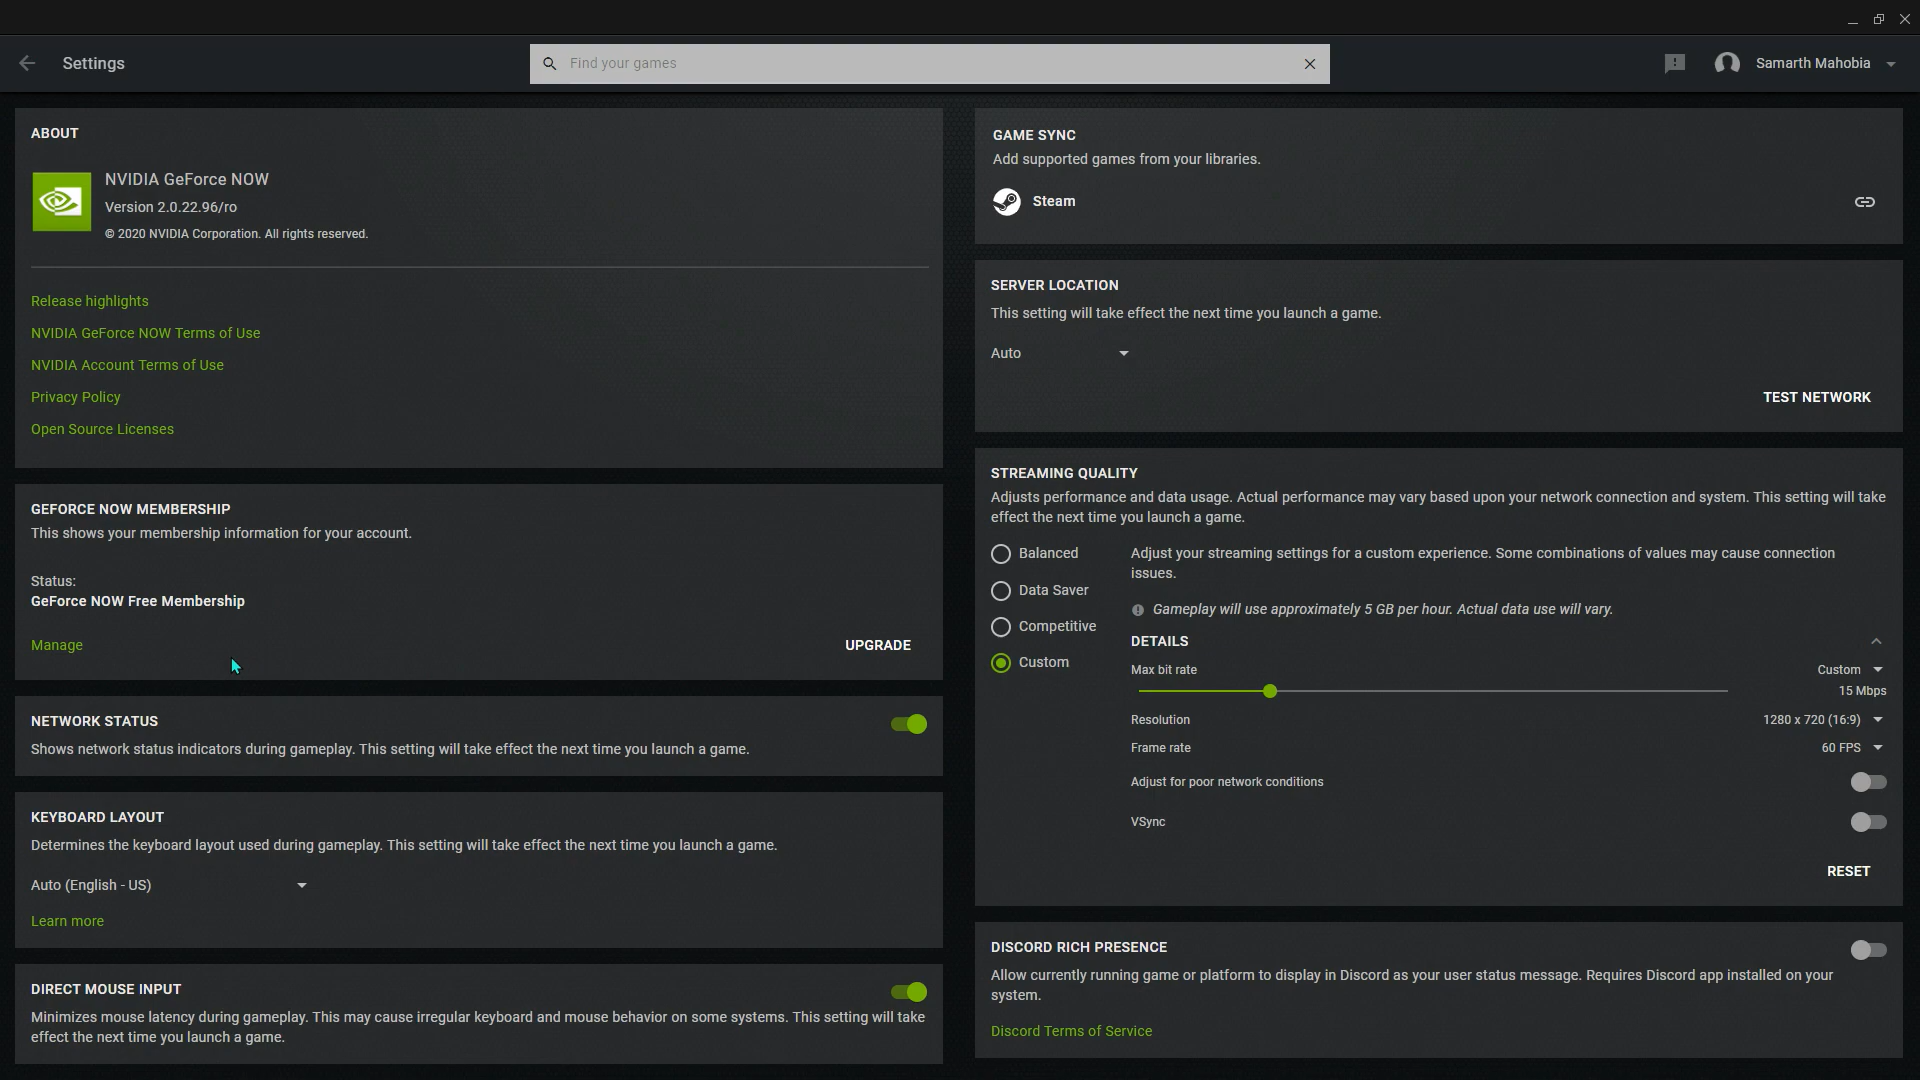 Settings
Find your games
Samarth Mahobia
ABOUT
NVIDIA GeForce NOW
Version 2.0.22.96/ro
© 2020 NVIDIA Corporation. All rights reserved.
Release highlights
NVIDIA GeForce NOW Terms of Use
NVIDIA Account Terms of Use
Privacy Policy
Open Source Licenses
GEFORCE NOW MEMBERSHIP
This shows your membership information for your account.
Status:
GeForce NOW Free Membership
Manage
UPGRADE
NETWORK STATUS
Shows network status indicators during gameplay. This setting will take effect the next time you launch a game.
KEYBOARD LAYOUT
Determines the keyboard layout used during gameplay. This setting will take effect the next time you launch a game.
Auto (English - US)
Learn more
DIRECT MOUSE INPUT
Minimizes mouse latency during gameplay. This may cause irregular keyboard and mouse behavior on some systems. This setting will take
effect the next time you launch a game.
GAME SYNC
Add supported games from your libraries.
Steam
SERVER LOCATION
This setting will take effect the next time you launch a game.
Auto
TEST NETWORK
STREAMING QUALITY
Adjusts performance and data usage. Actual performance may vary based upon your network connection and system. This setting will take
effect the next time you launch a game.
Balanced
Data Saver
Competitive
Custom
Adjust your streaming settings for a custom experience. Some combinations of values may cause connection
issues.
Gameplay will use approximately 5 GB per hour. Actual data use will vary.
DETAILS
Max bit rate
Custom
15 Mbps
Resolution
1280 x 720 (16:9)
Frame rate
60 FPS
Adjust for poor network conditions
VSync
RESET
DISCORD RICH PRESENCE
Allow currently running game or platform to display in Discord as your user status message. Requires Discord app installed on your
system.
Discord Terms of Service